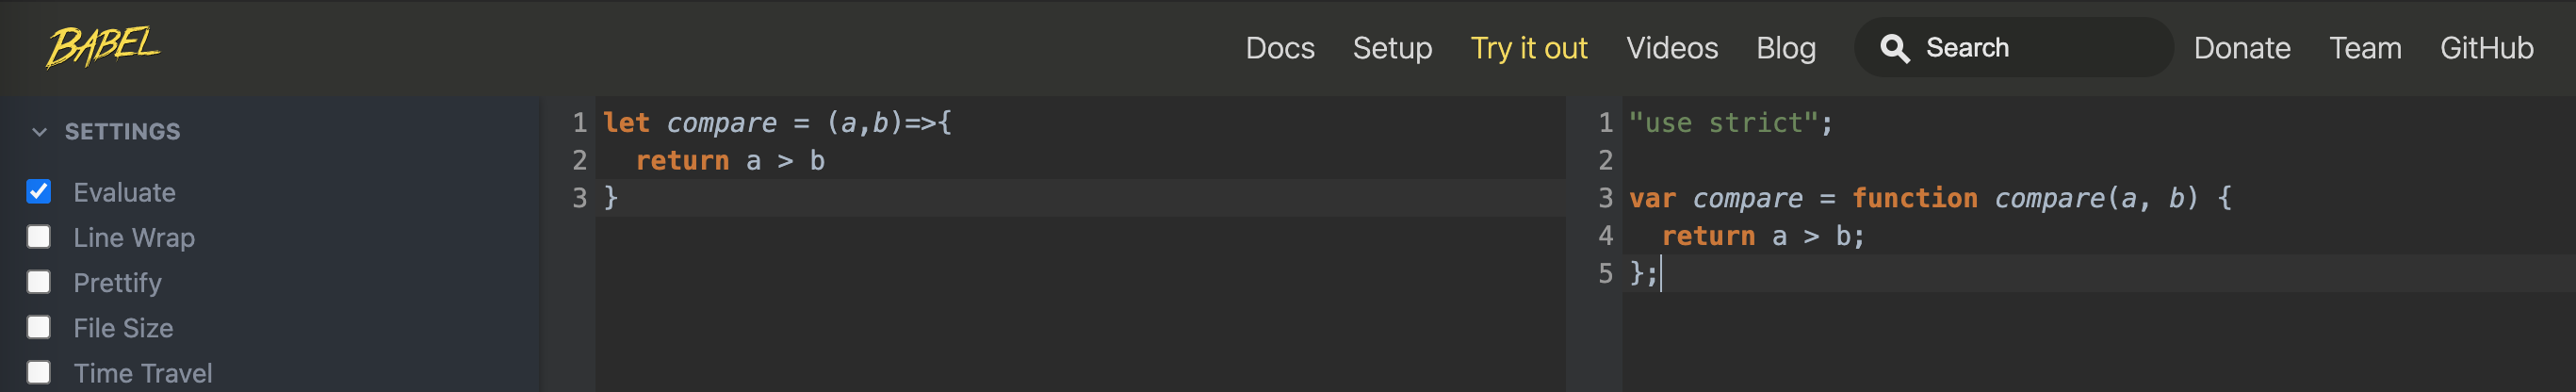 BABEL
Docs Setup Try it out Videos Blog Search Donate Team GitHub
SETTINGS
Evaluate
Line Wrap
Prettify
File Size
Time Travel
1 let compare = (a,b)=>{
2   return a > b
3 }
1 "use strict";
2
3 var compare = function compare(a, b) {
4   return a > b;
5 };